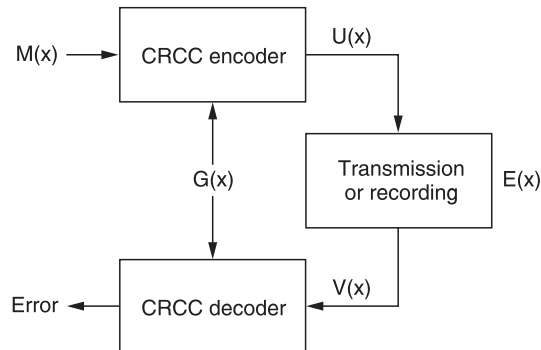 M(x)
CRCC encoder
U(x)
Transmission
or recording
E(x)
G(x)
Error
CRCC decoder
V(x)